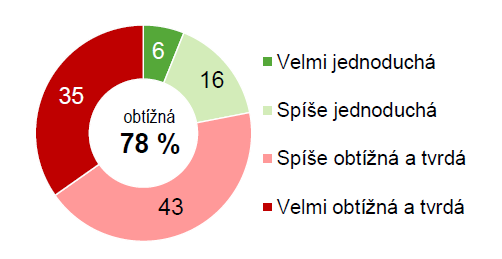 6
16
43
35
obtížná
78 %
Velmi jednoduchá
Spíše jednoduchá
Spíše obtížná a tvrdá
Velmi obtížná a tvrdá